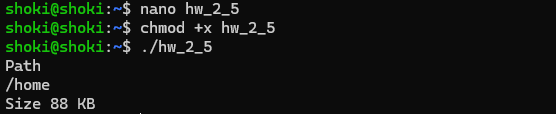 shoki@shoki:~$ nano hw_2_5
shoki@shoki:~$ chmod +x hw_2_5
shoki@shoki:~$ ./hw_2_5
Path
/home
Size 88 KB